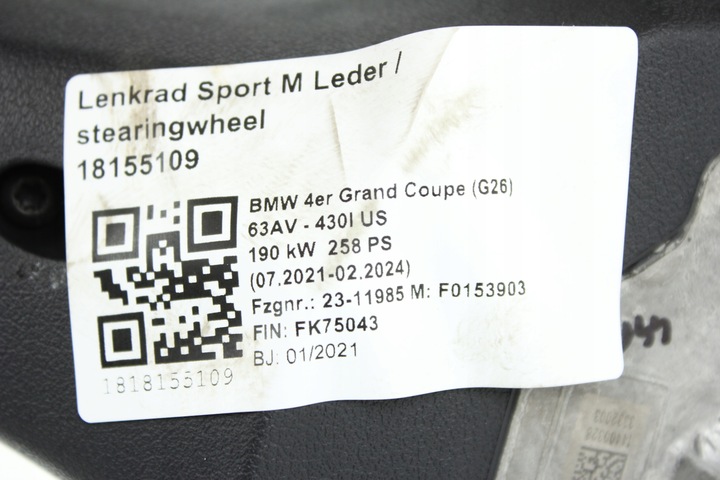 Lenkrad Sport M Leder /
stearingwheel
18155109
BMW 4er Grand Coupe (G26)
63AV - 430I US
190 kW 258 PS
(07.2021-02.2024)
Fzgnr.: 23-11985 M: F0153903
FIN: FK75043
BJ: 01/2021
1818155109